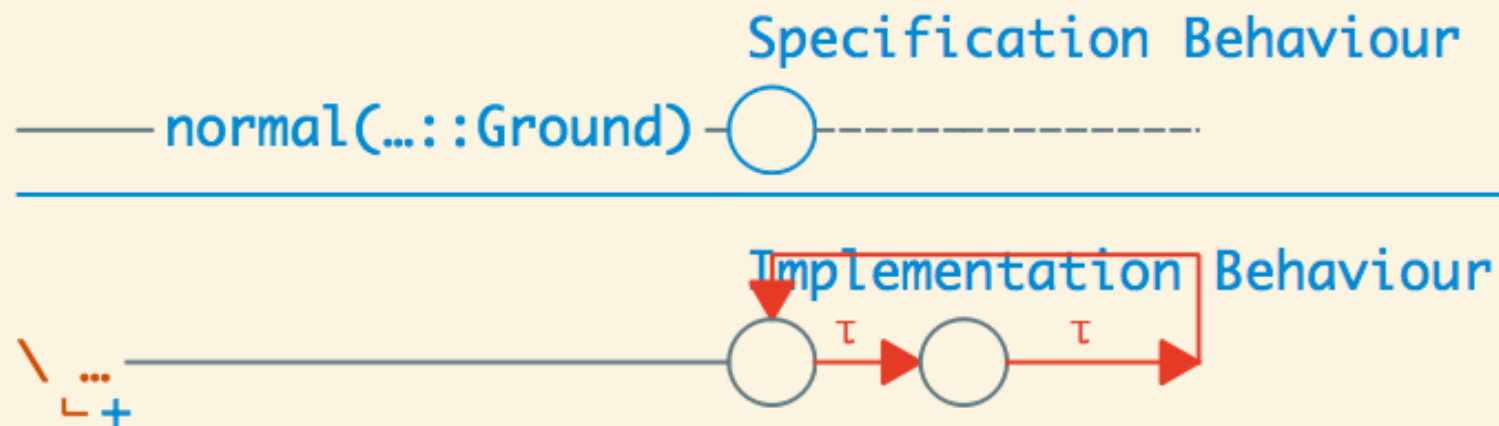 Specification Behaviour
normal(…::Ground)
Implementation Behaviour
τ τ
\ …
└ +